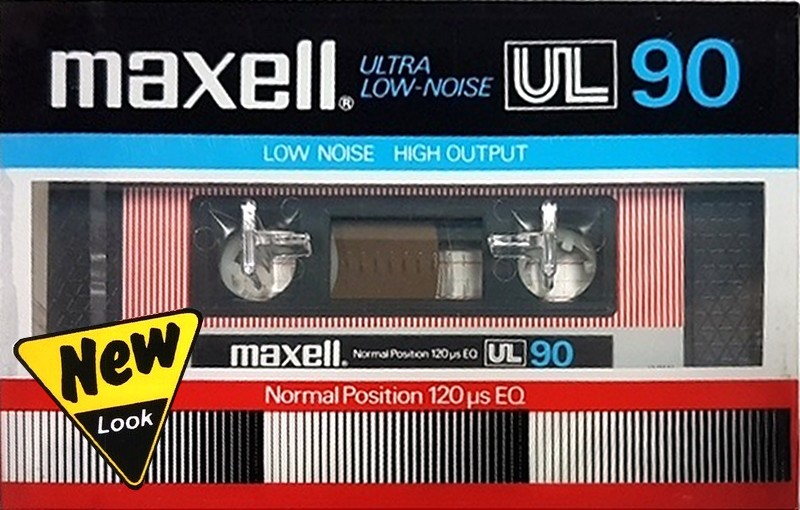 maxell®
ULTRA
LOW-NOISE
UL 90
LOW NOISE HIGH OUTPUT
maxell® Normal Position 120 µs EQ UL 90
Normal Position 120 µs EQ
New
Look